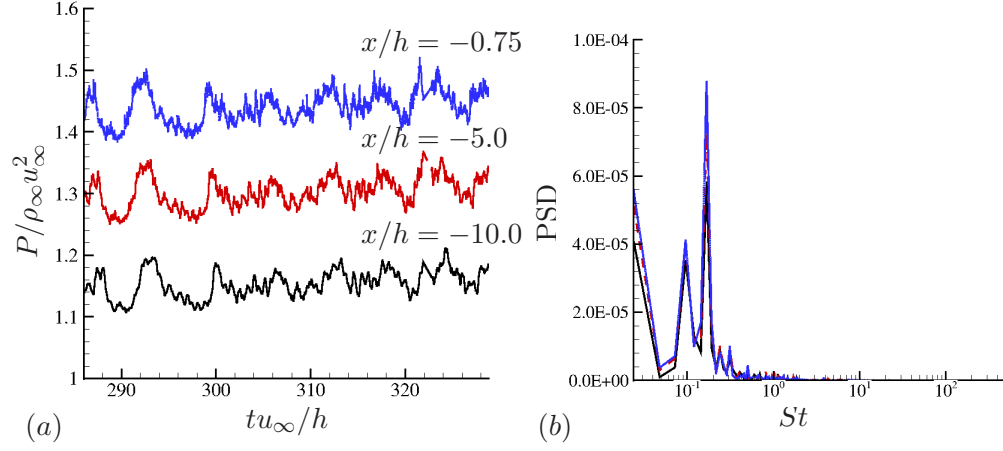 1.6
1.5
1.4
1.3
1.2
1.1
1
P/ρ∞u²∞
x/h = −0.75
x/h = −5.0
x/h = −10.0
290 300 310 320
tu∞/h
(a)
1.0E-04
8.0E-05
6.0E-05
4.0E-05
2.0E-05
0.0E+00
PSD
10⁻¹ 10⁰ 10¹ 10²
St
(b)